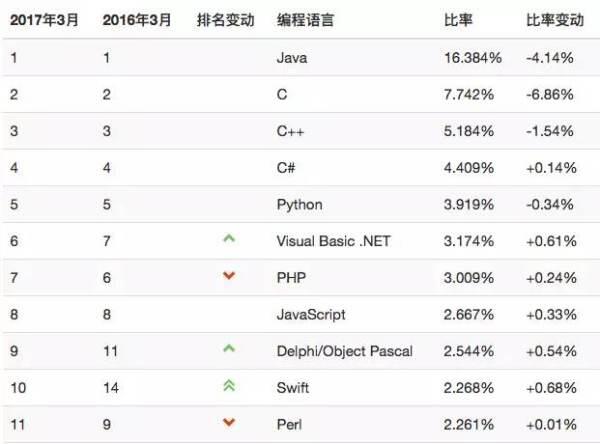 2017年3月 2016年3月 排名变动 编程语言 比率 比率变动
1 1 Java 16.384% -4.14%
2 2 C 7.742% -6.86%
3 3 C++ 5.184% -1.54%
4 4 C# 4.409% +0.14%
5 5 Python 3.919% -0.34%
6 7 Visual Basic .NET 3.174% +0.61%
7 6 PHP 3.009% +0.24%
8 8 JavaScript 2.667% +0.33%
9 11 Delphi/Object Pascal 2.544% +0.54%
10 14 Swift 2.268% +0.68%
11 9 Perl 2.261% +0.01%